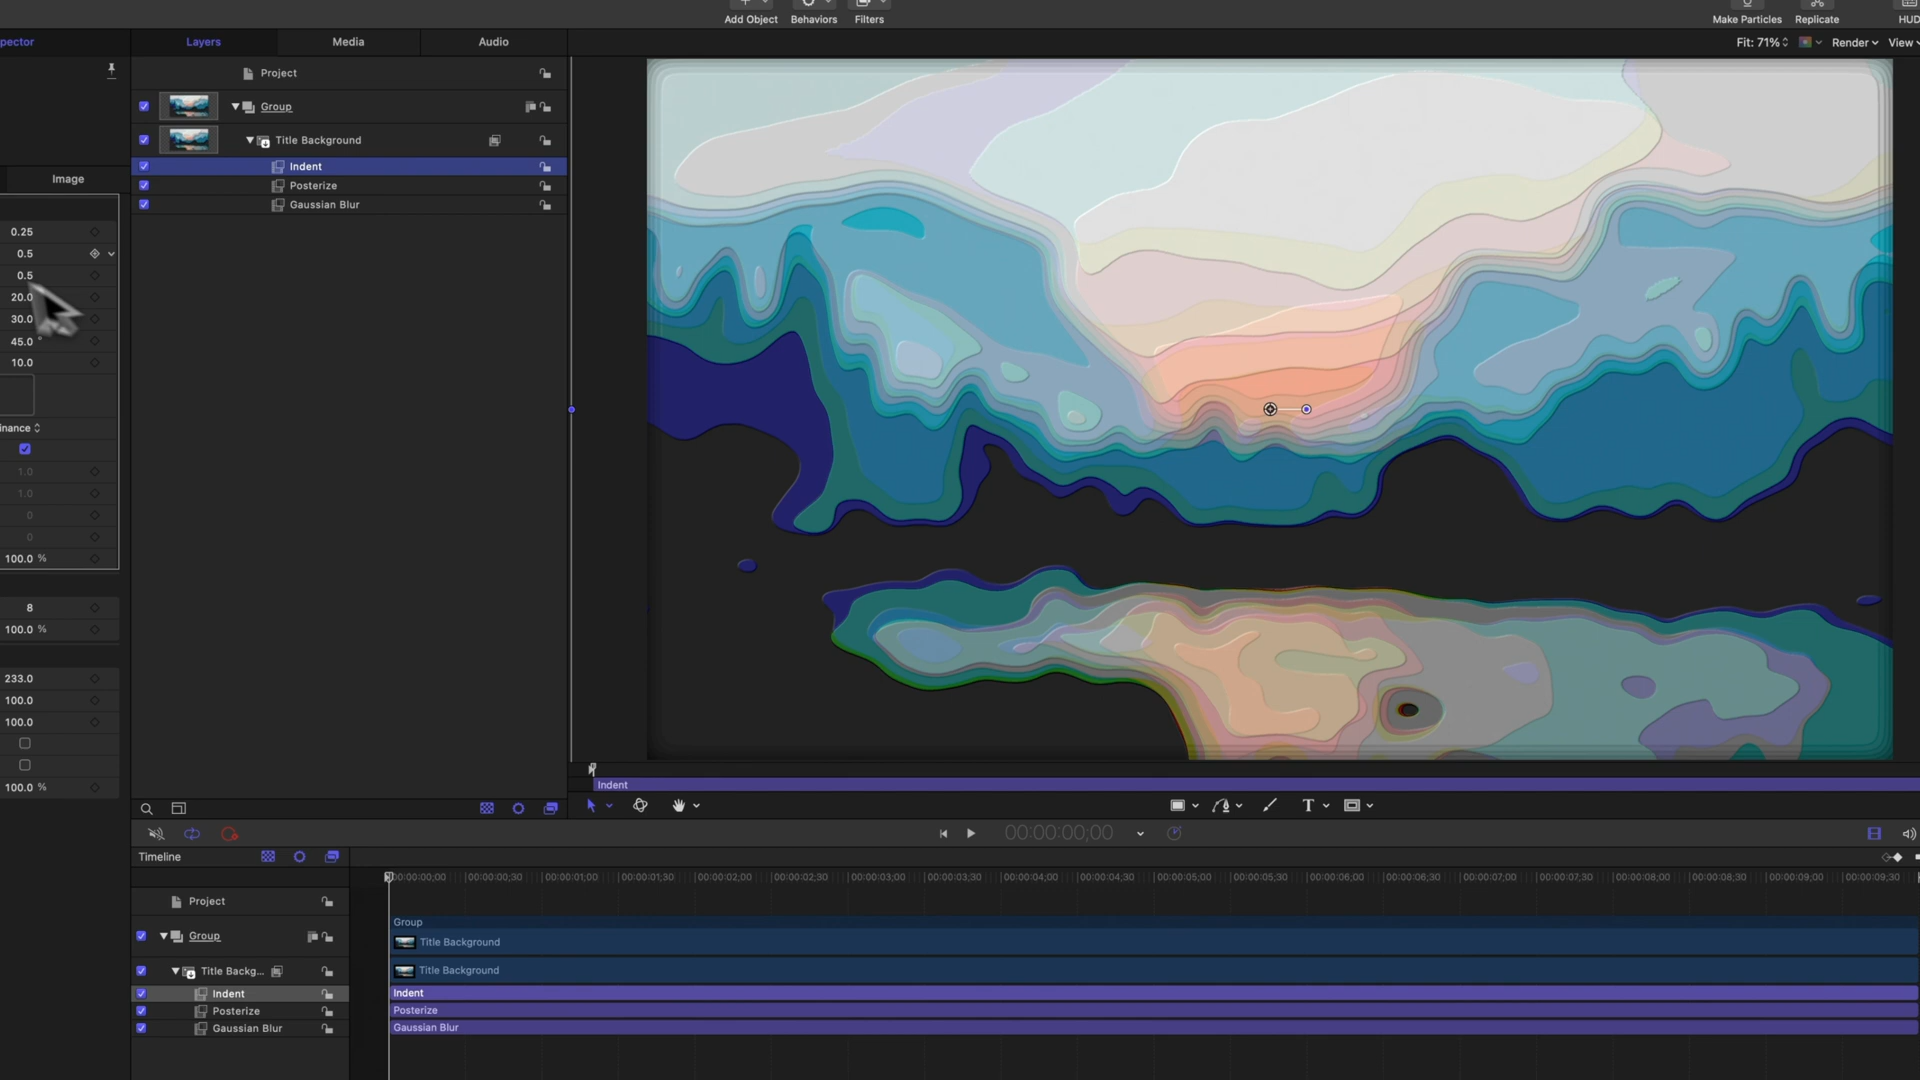 Add Object
Behaviors
Filters
Make Particles
Replicate
HUD
pector
Layers
Media
Audio
Fit: 71%
Render
View
Project
Group
Title Background
Indent
Posterize
Gaussian Blur
Image
0.25
0.5
0.5
20.0
30.0
45.0 °
10.0
inance
1.0
1.0
0
0
100.0 %
8
100.0 %
233.0
100.0
100.0
100.0 %
Indent
T
00:00:00;00
Timeline
00:00:00;00
00:00:00;30
00:00:01;00
00:00:01;30
00:00:02;00
00:00:02;30
00:00:03;00
00:00:03;30
00:00:04;00
00:00:04;30
00:00:05;00
00:00:05;30
00:00:06;00
00:00:06;30
00:00:07;00
00:00:07;30
00:00:08;00
00:00:08;30
00:00:09;00
00:00:09;30
Project
Group
Group
Title Background
Title Backg...
Title Background
Indent
Indent
Posterize
Posterize
Gaussian Blur
Gaussian Blur